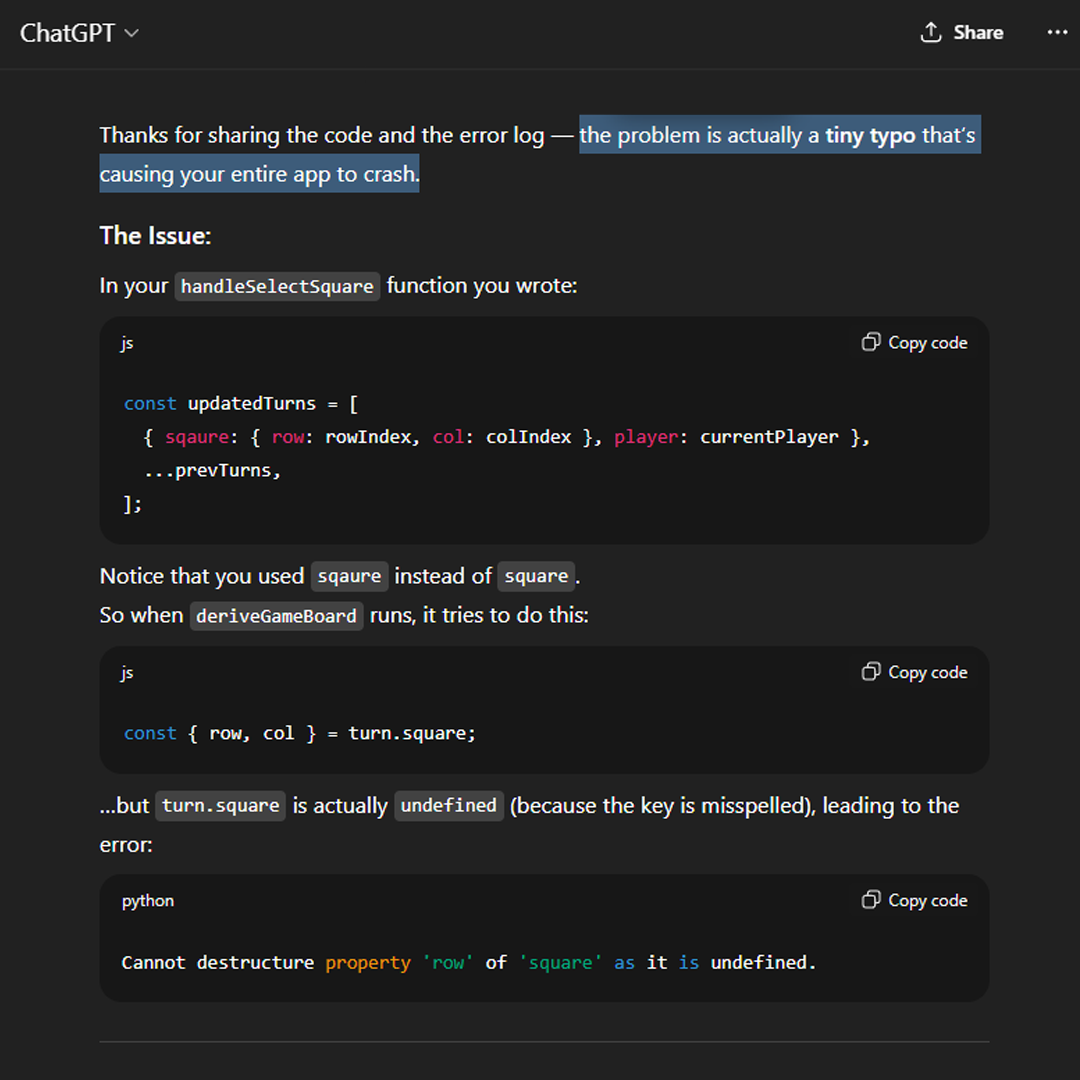 ChatGPT
Share
Thanks for sharing the code and the error log — the problem is actually a tiny typo that's
causing your entire app to crash.
The Issue:
In your handleSelectSquare function you wrote:
js
Copy code
const updatedTurns = [
{ sqaure: { row: rowIndex, col: colIndex }, player: currentPlayer },
...prevTurns,
];
Notice that you used sqaure instead of square.
So when deriveGameBoard runs, it tries to do this:
js
Copy code
const { row, col } = turn.square;
...but turn.square is actually undefined (because the key is misspelled), leading to the
error:
python
Copy code
Cannot destructure property 'row' of 'square' as it is undefined.